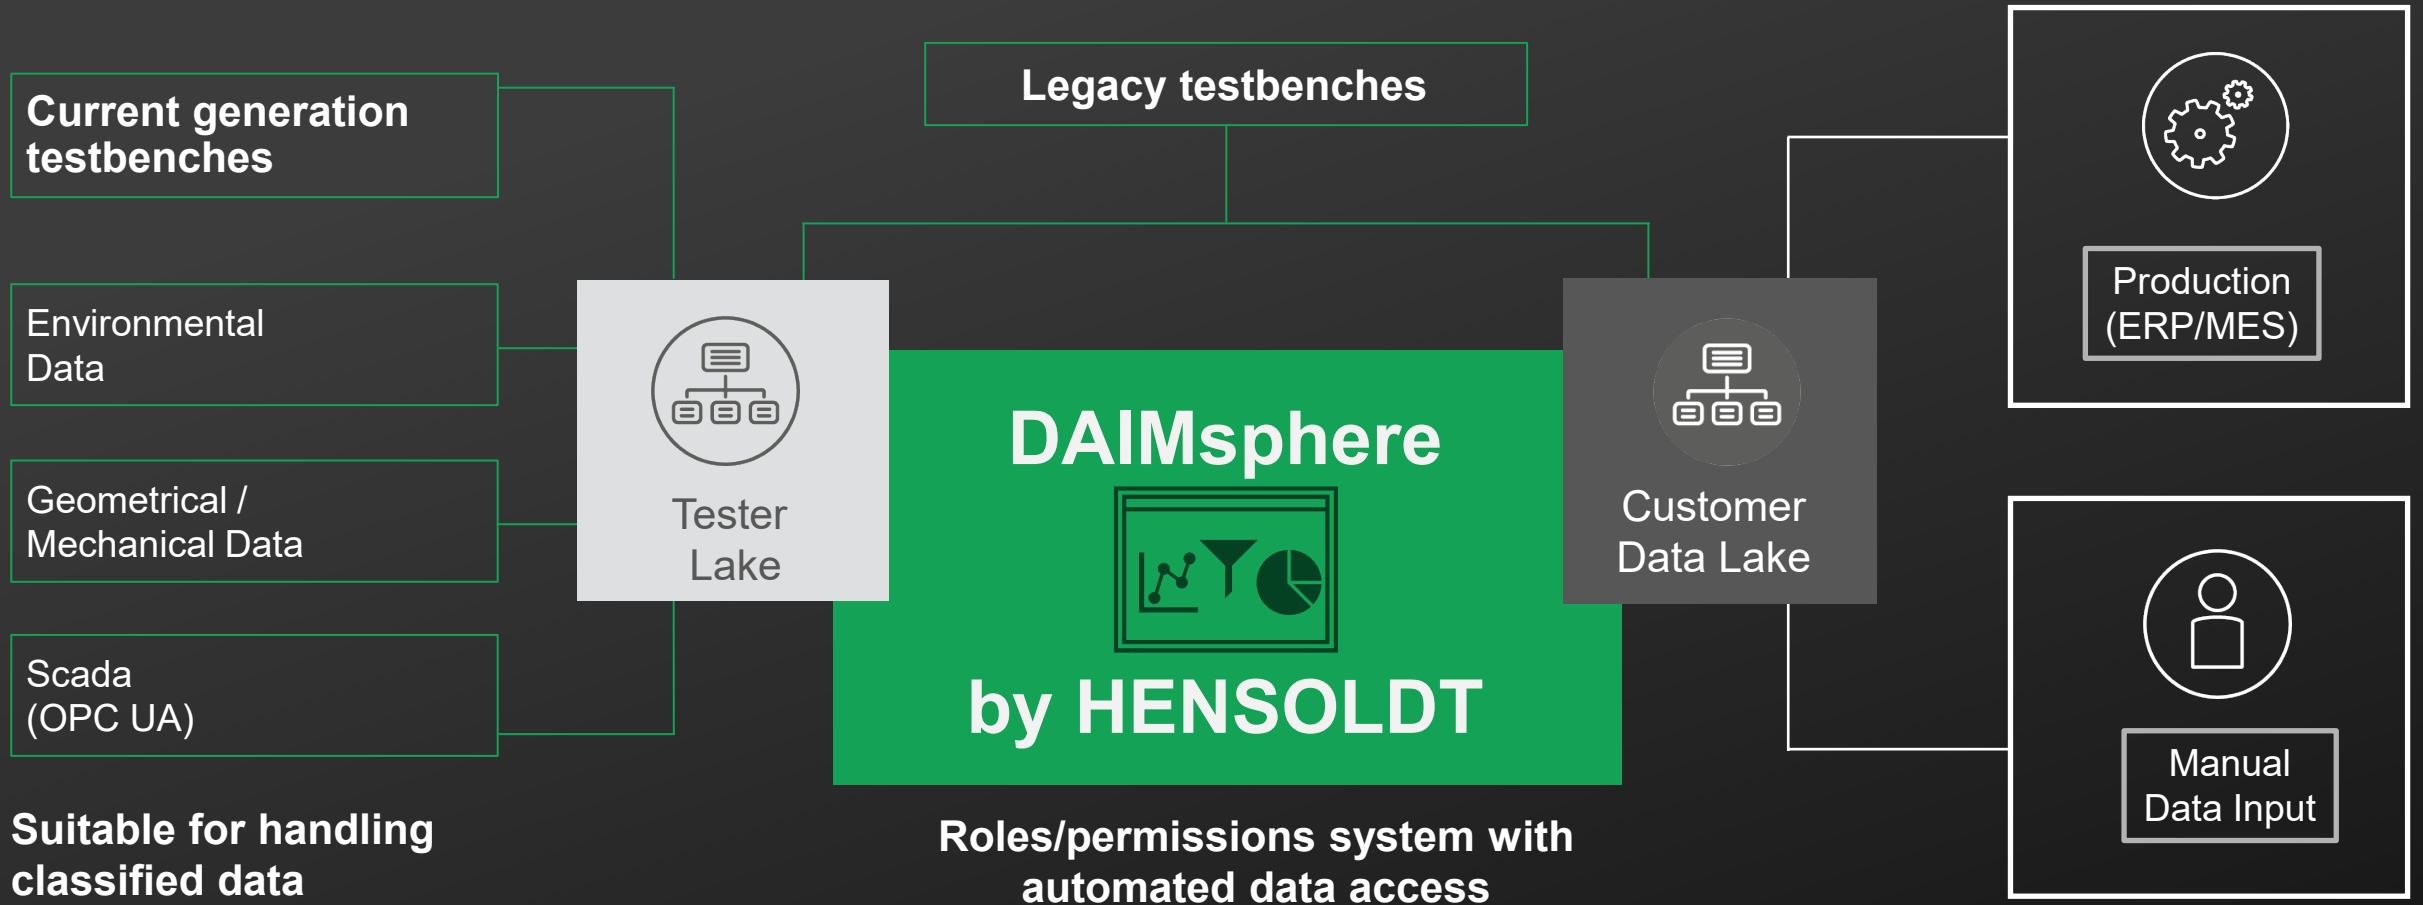 Current generation
testbenches
Environmental
Data
Geometrical /
Mechanical Data
Scada
(OPC UA)
Suitable for handling
classified data
Legacy testbenches
Tester
Lake
DAIMsphere
by HENSOLDT
Roles/permissions system with
automated data access
Customer
Data Lake
Production
(ERP/MES)
Manual
Data Input